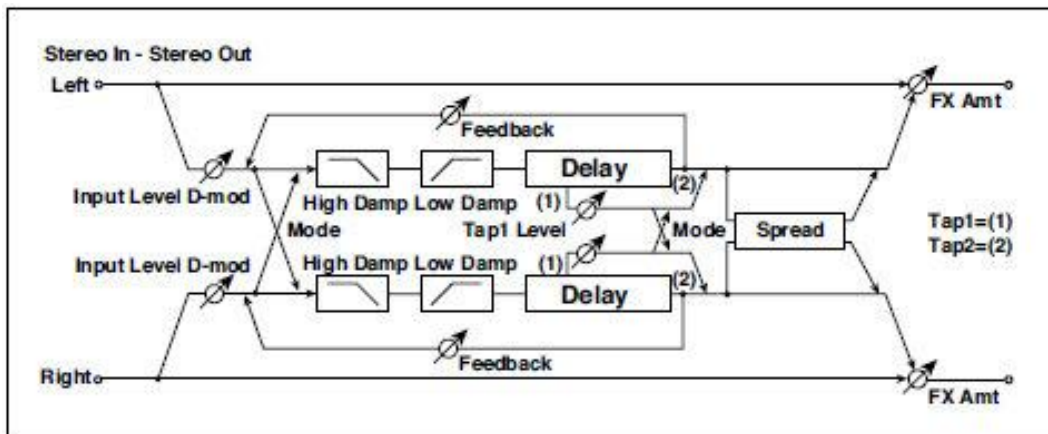 Stereo In - Stereo Out
Left
FX Amt
Feedback
Delay
(2)
Input Level D-mod
High Damp Low Damp
(1)
Tap1 Level
Mode
Mode
Spread
Tap1=(1)
Tap2=(2)
Input Level D-mod
High Damp Low Damp
(1)
(2)
Delay
Feedback
Right
FX Amt